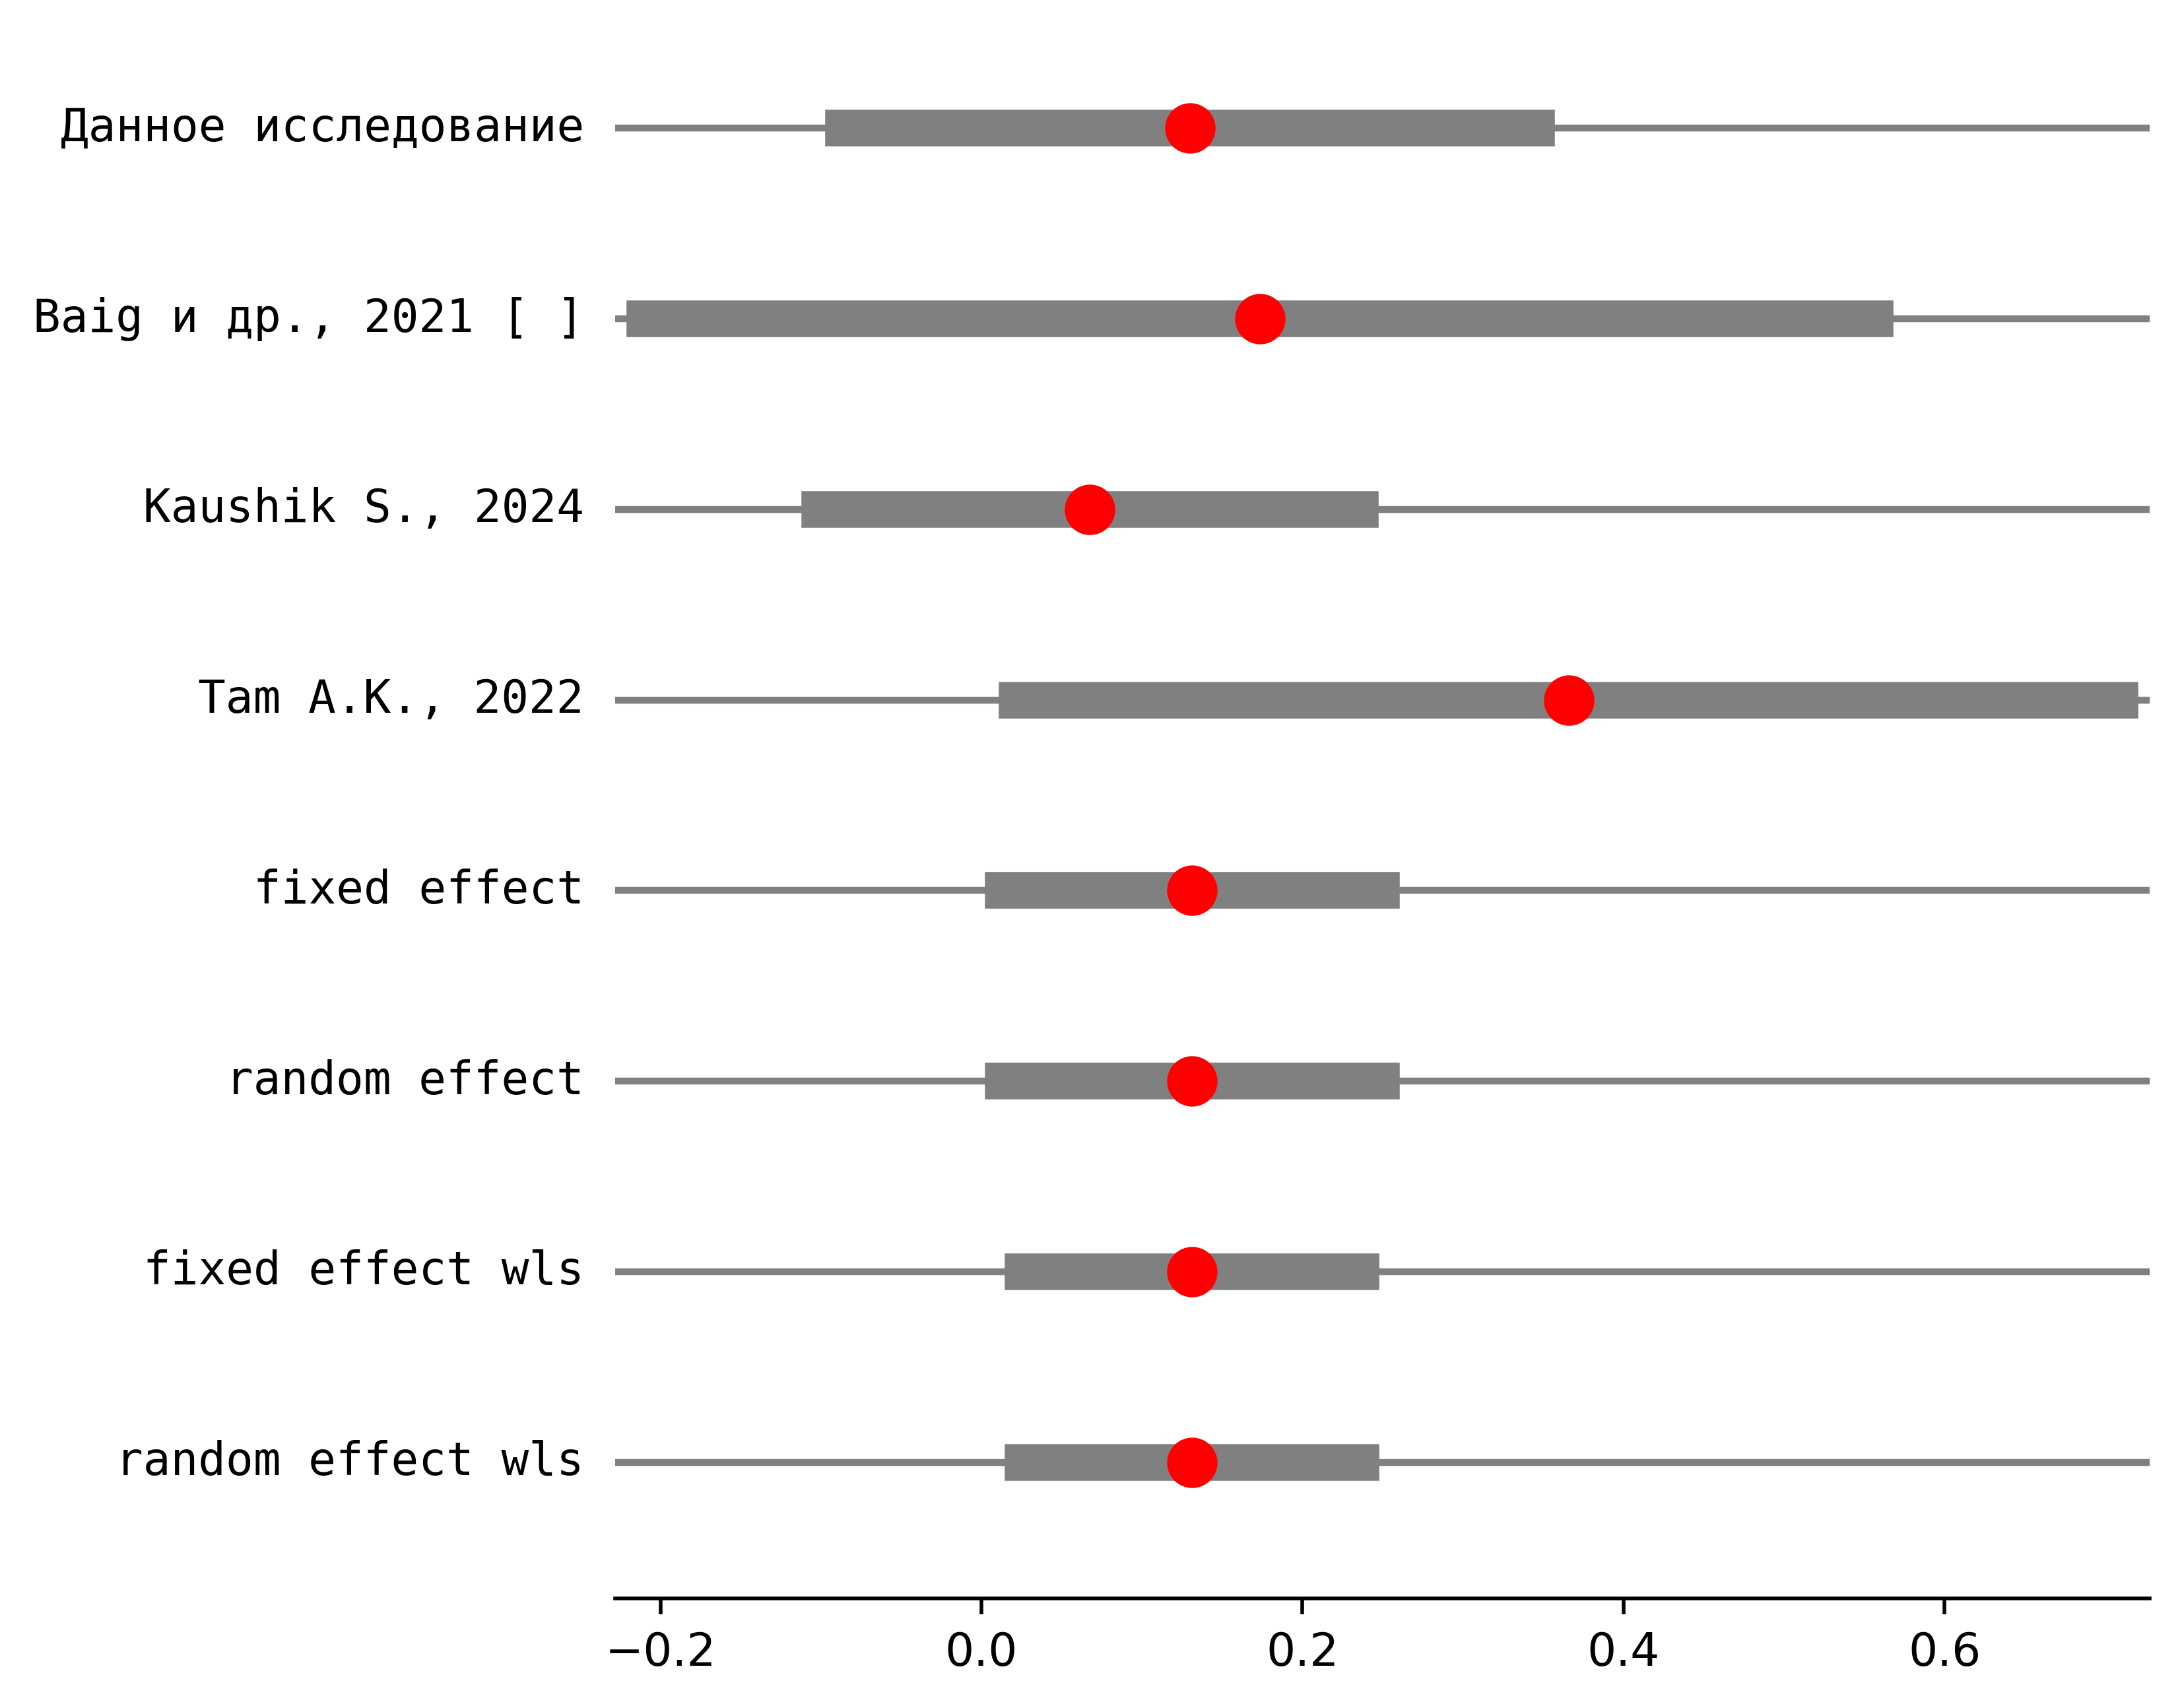 Данное исследование
Baig и др., 2021 [ ]
Kaushik S., 2024
Tam A.K., 2022
fixed effect
random effect
fixed effect wls
random effect wls
−0.2 0.0 0.2 0.4 0.6